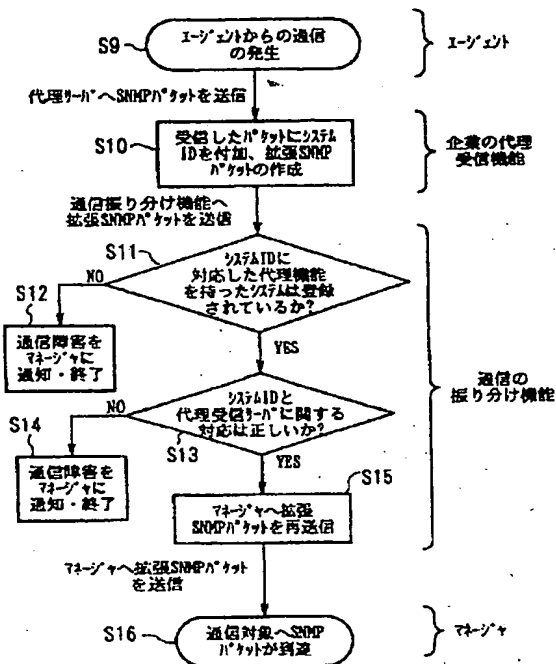 S9
エージェントからの通信
の発生
エージェント
代理サーバへSNMPパケットを送信
S10
受信したパケットにシステム
IDを付加、拡張SNMP
パケットの作成
企業の代理
受信機能
通信振り分け機能へ
拡張SNMPパケットを送信
S11
システムIDに
対応した代理機能
を持ったシステムは登録
されているか?
NO
S12
通信障害を
マネージャに
通知・終了
YES
通信の
振り分け機能
システムIDと
代理受信サーバに関する
対応は正しいか?
NO
S14
S13
通信障害を
マネージャに
通知・終了
YES
S15
マネージャへ拡張
SNMPパケットを再送信
マネージャへ拡張SNMPパケット
を送信
S16
通信対象へSNMP
パケットが到達
マネージャ